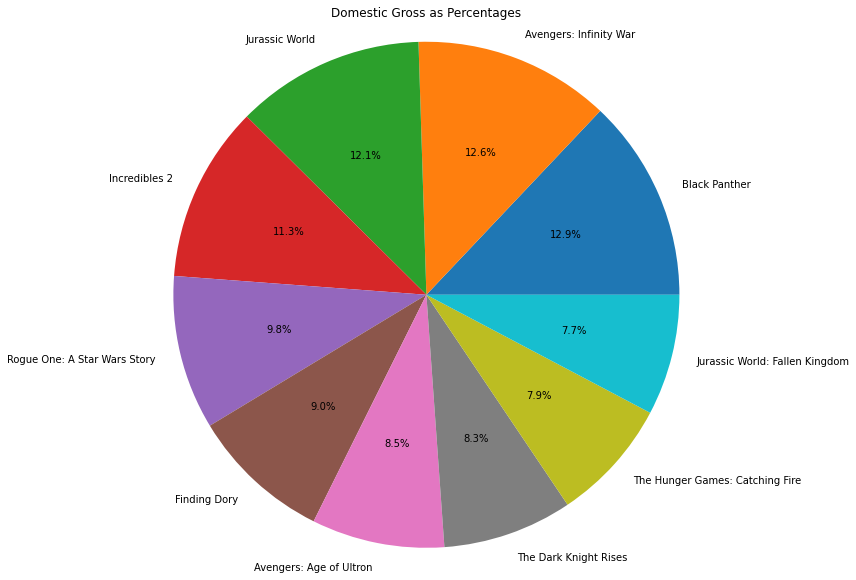 Domestic Gross as Percentages
Avengers: Infinity War
Jurassic World
12.1%
12.6%
Incredibles 2
Black Panther
11.3%
12.9%
Rogue One: A Star Wars Story
9.8%
7.7%
Jurassic World: Fallen Kingdom
9.0%
7.9%
8.5%
8.3%
Finding Dory
The Hunger Games: Catching Fire
Avengers: Age of Ultron
The Dark Knight Rises